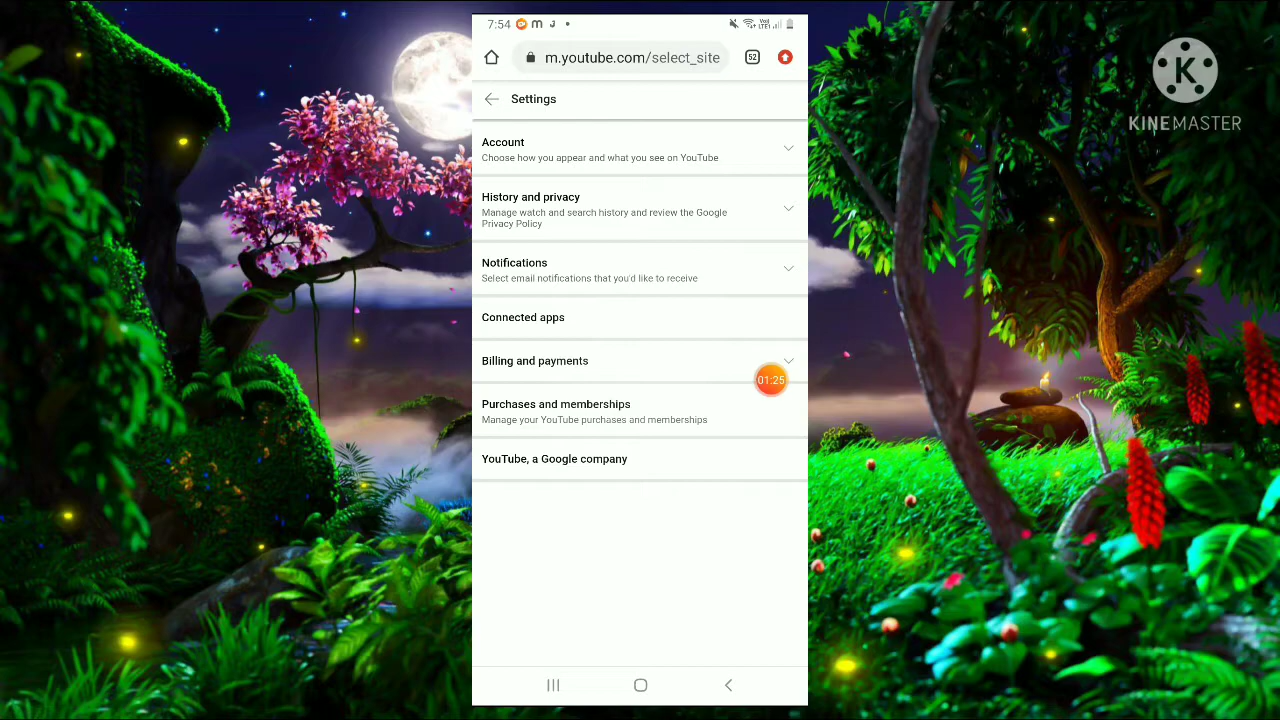 7:54
m.youtube.com/select_site
52
Settings
Account
Choose how you appear and what you see on YouTube
History and privacy
Manage watch and search history and review the Google
Privacy Policy
Notifications
Select email notifications that you'd like to receive
Connected apps
Billing and payments
01:25
Purchases and memberships
Manage your YouTube purchases and memberships
YouTube, a Google company
K
KINEMASTER